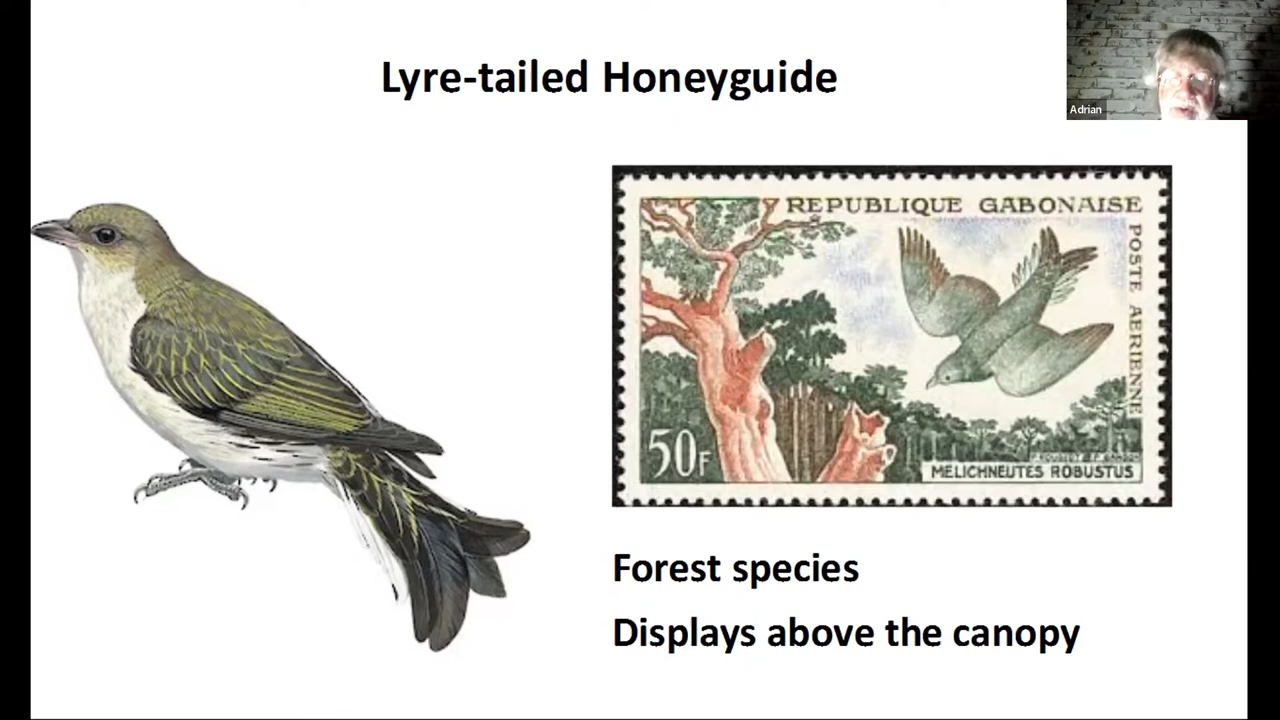 Lyre-tailed Honeyguide
Adrian
REPUBLIQUE GABONAISE
POSTE AERIENNE
50F
MELICHNEUTES ROBUSTUS
Forest species
Displays above the canopy